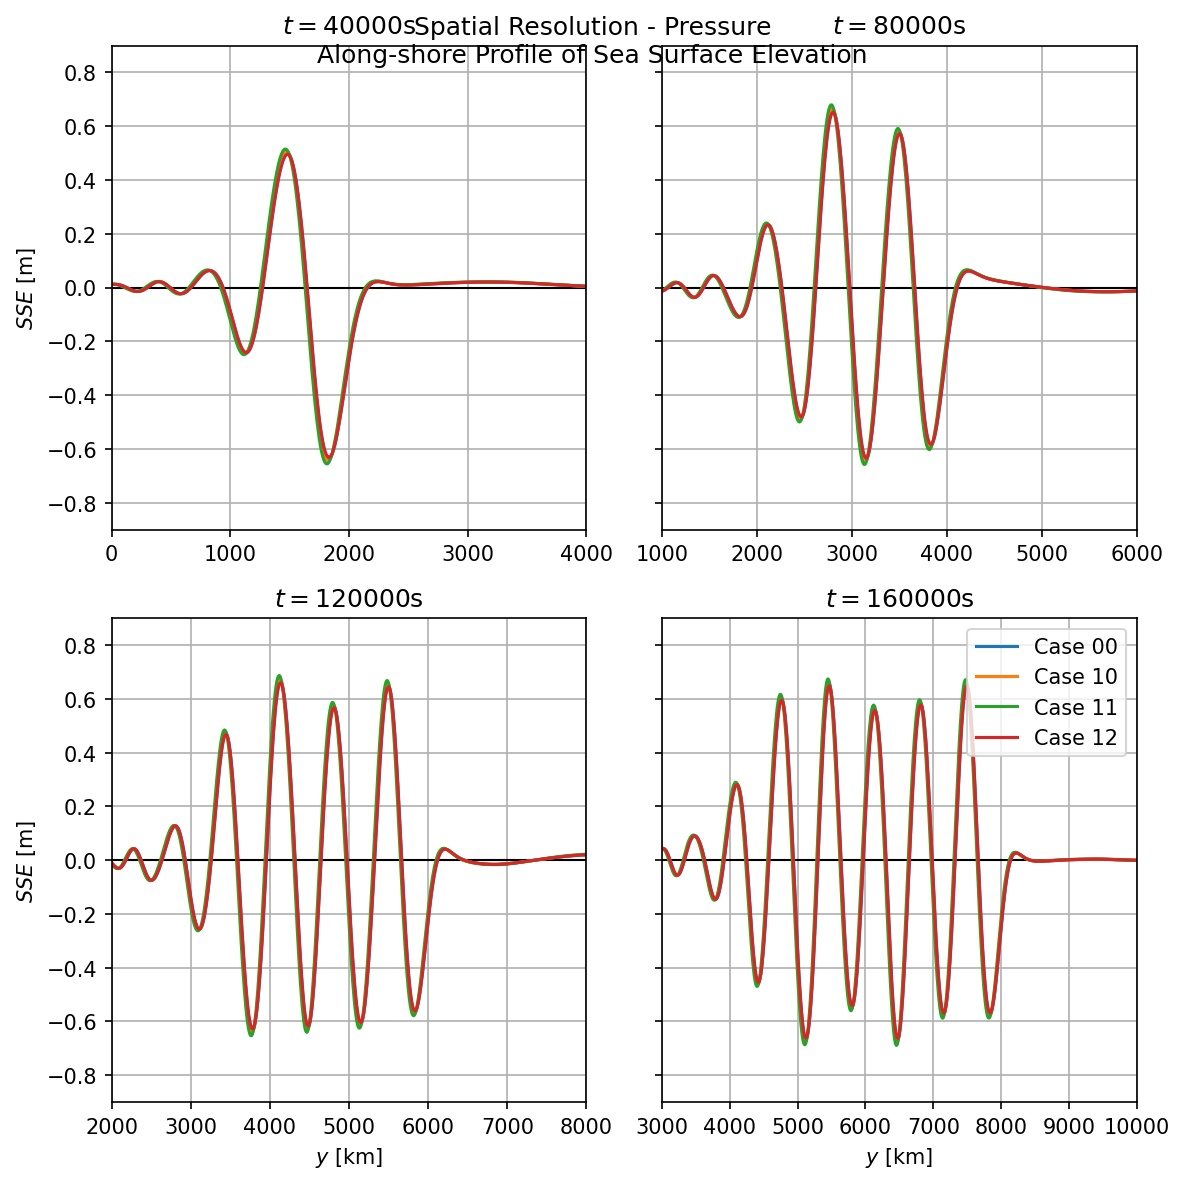 t = 40000s
Spatial Resolution - Pressure
t = 80000s
Along-shore Profile of Sea Surface Elevation
SSE [m]
0.8
0.6
0.4
0.2
0.0
−0.2
−0.4
−0.6
−0.8
0 1000 2000 3000 4000
1000 2000 3000 4000 5000 6000
t = 120000s
t = 160000s
SSE [m]
0.8
0.6
0.4
0.2
0.0
−0.2
−0.4
−0.6
−0.8
Case 00
Case 10
Case 11
Case 12
2000 3000 4000 5000 6000 7000 8000
3000 4000 5000 6000 7000 8000 9000 10000
y [km]
y [km]